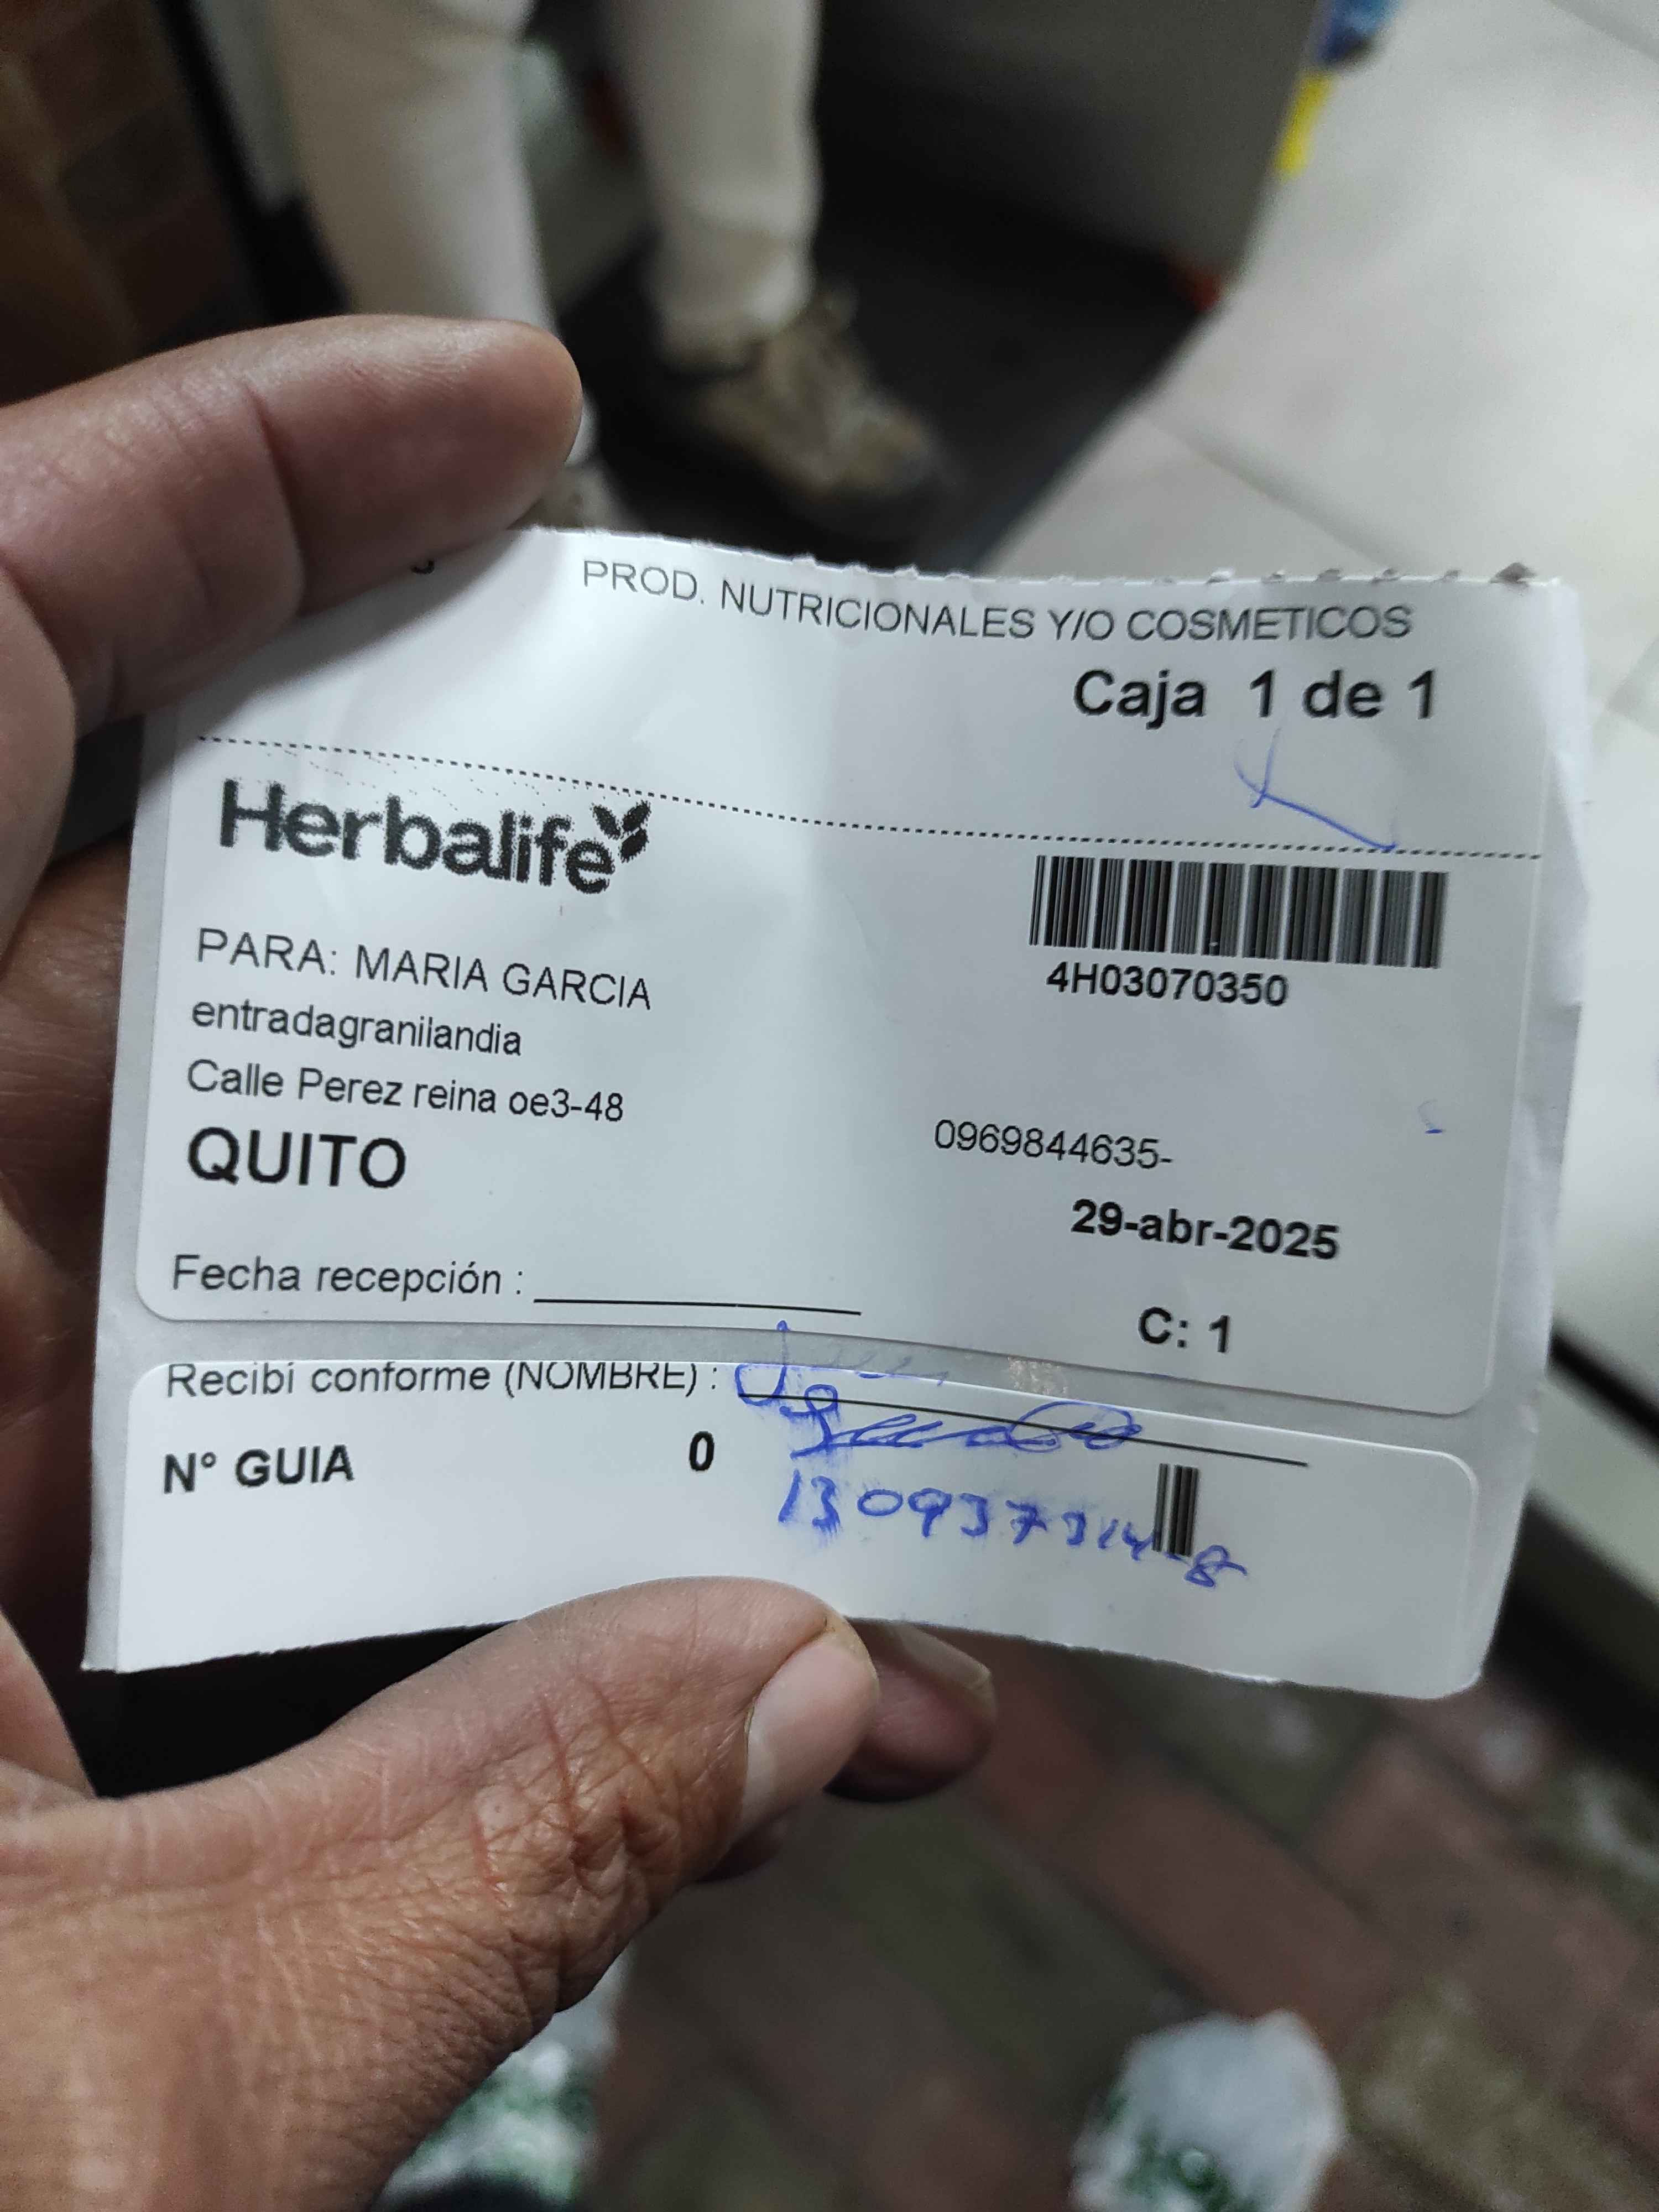 PROD. NUTRICIONALES Y/O COSMETICOS
Caja 1 de 1
Herbalife
4H03070350
PARA: MARIA GARCIA
entradagranilandia
Calle Perez reina oe3-48
0969844635-
QUITO
29-abr-2025
Fecha recepción :
C: 1
Recibí conforme (NOMBRE) :
N° GUIA 0